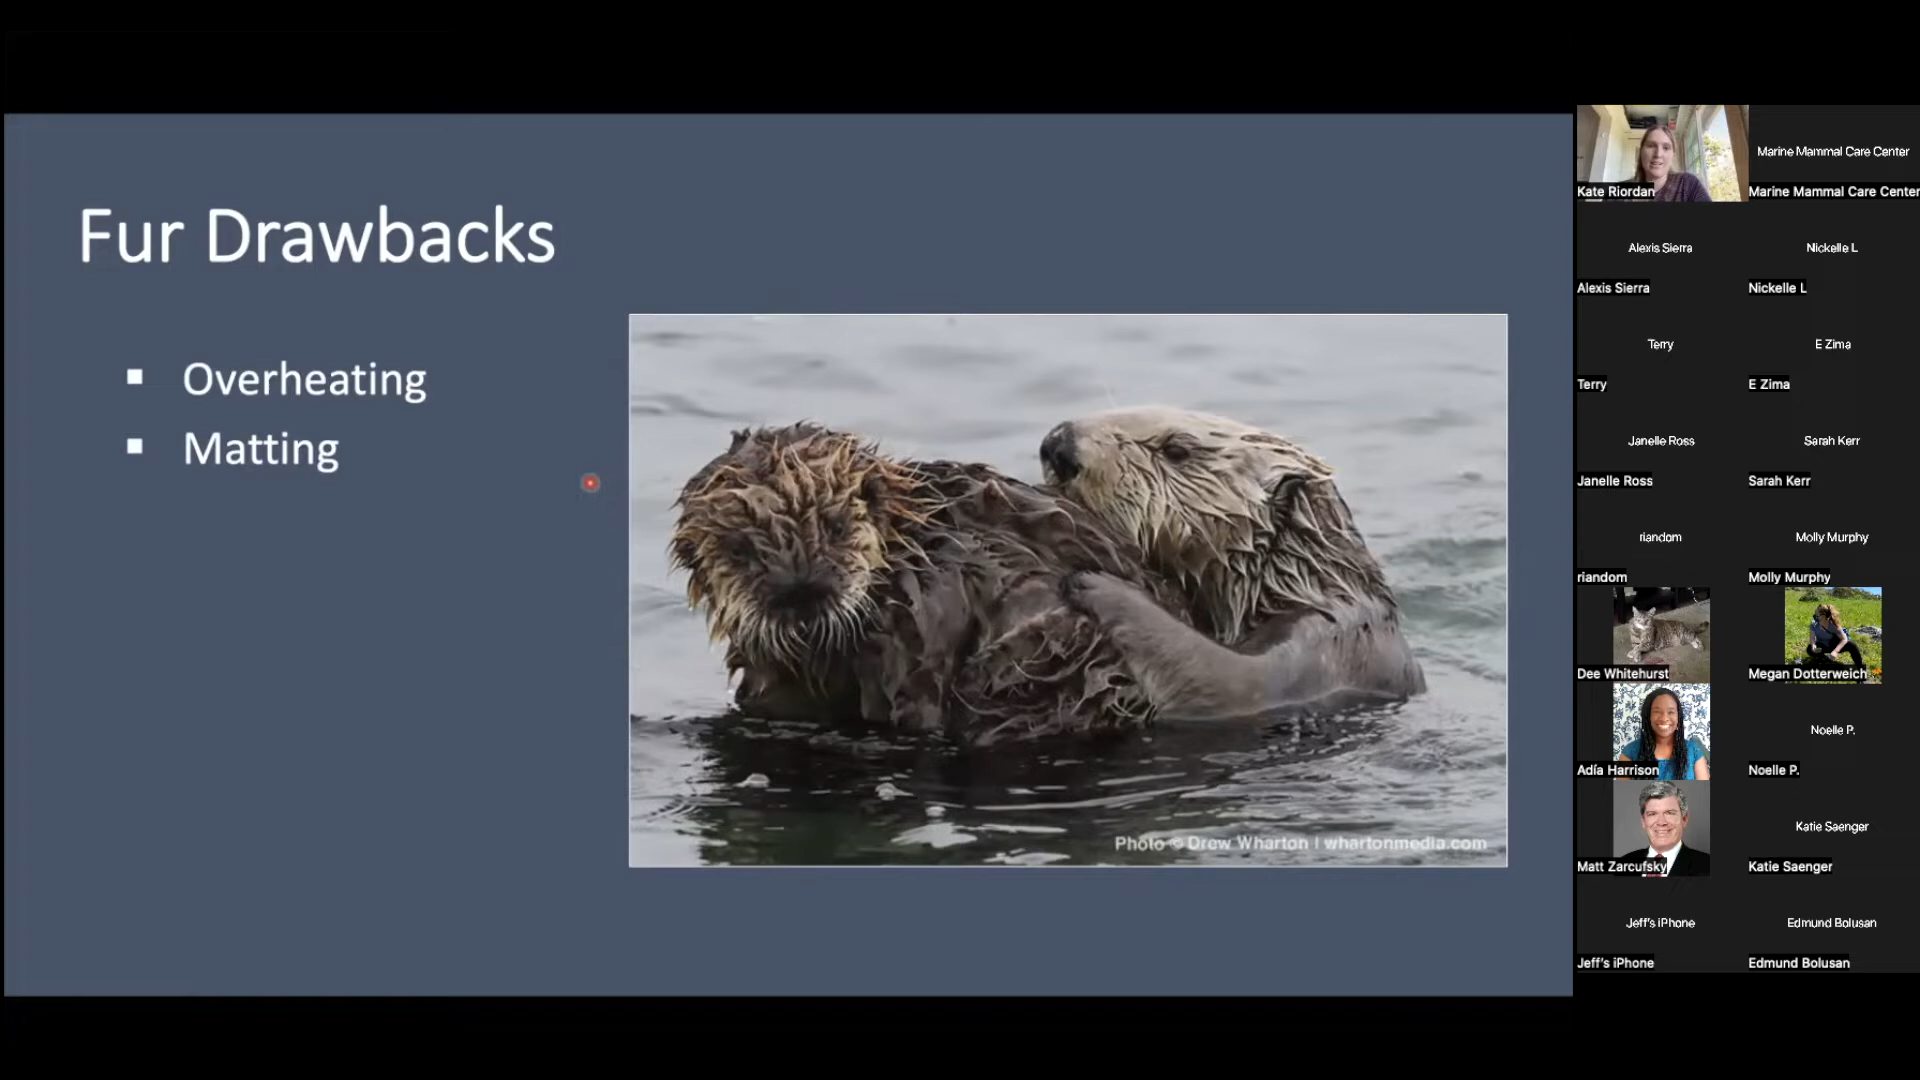 Fur Drawbacks
Overheating
Matting
Photo © Drew Wharton | whartonmedia.com
Kate Riordan
Marine Mammal Care Center
Marine Mammal Care Center
Alexis Sierra
Alexis Sierra
Nickelle L
Nickelle L
Terry
Terry
E Zima
E Zima
Janelle Ross
Janelle Ross
Sarah Kerr
Sarah Kerr
riandom
riandom
Molly Murphy
Molly Murphy
Dee Whitehurst
Megan Dotterweich
Adía Harrison
Noelle P.
Noelle P.
Matt Zarcufsky
Katie Saenger
Katie Saenger
Jeff's iPhone
Jeff's iPhone
Edmund Bolusan
Edmund Bolusan